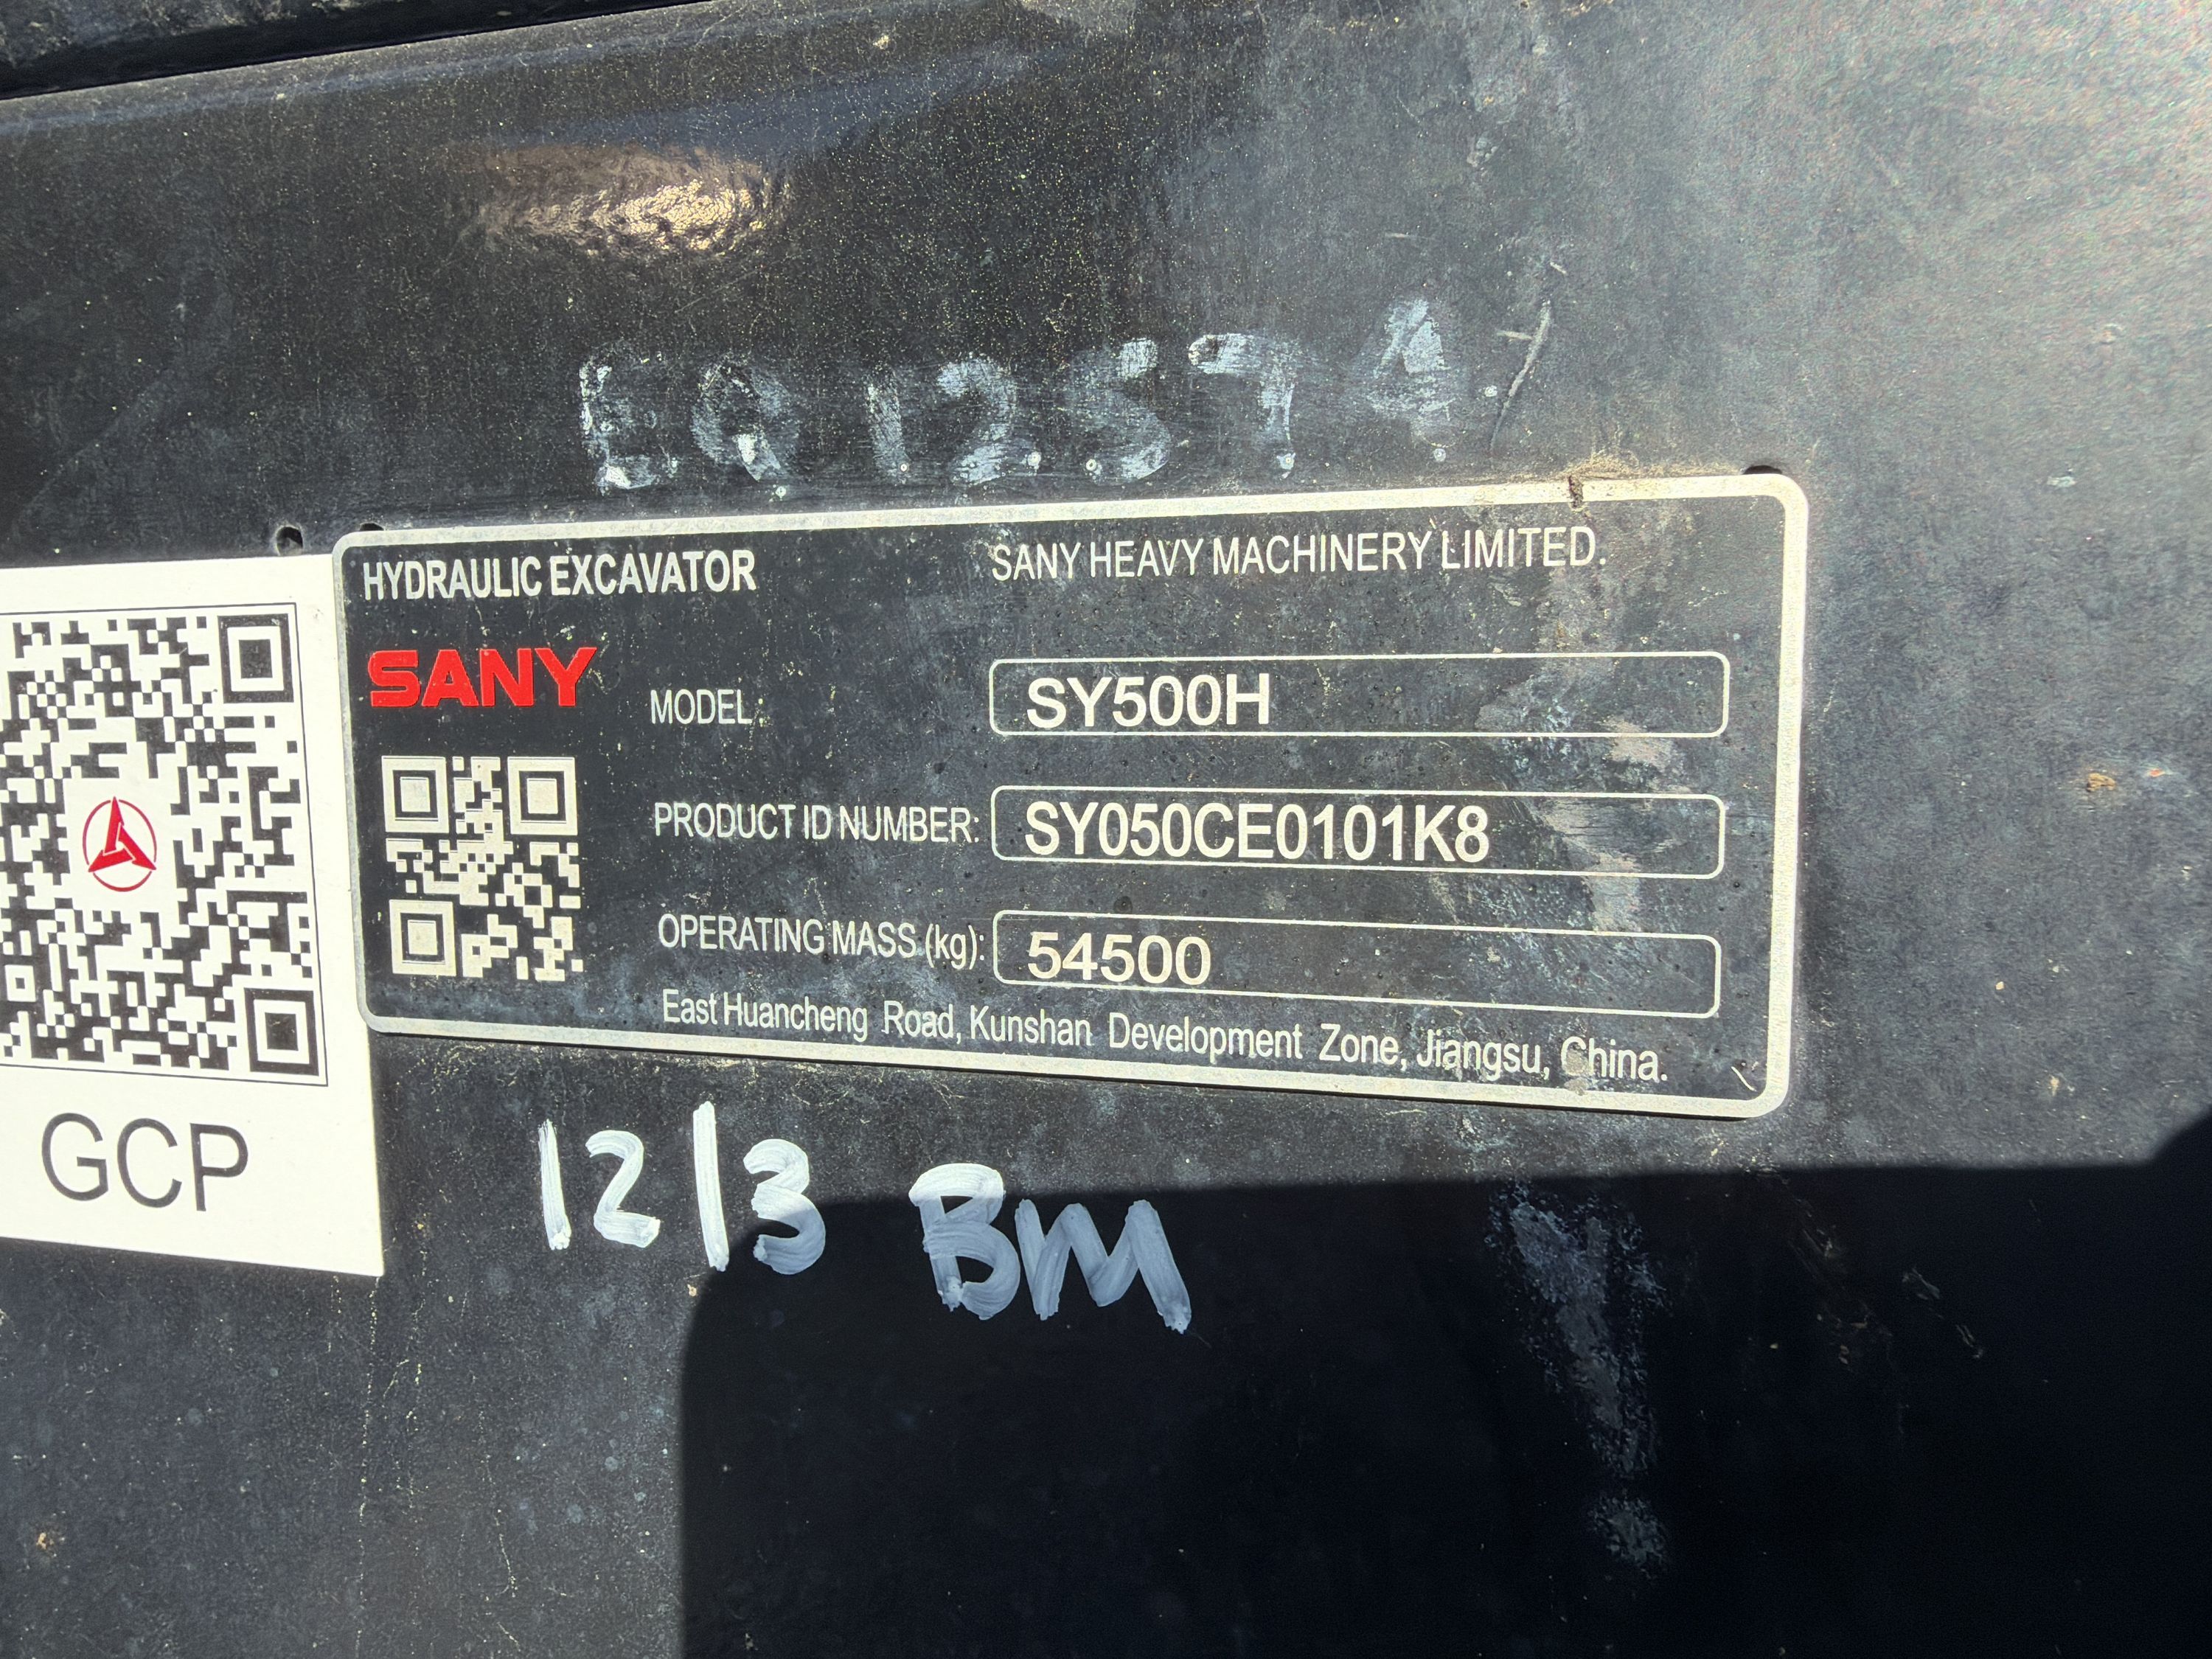 EQ12574
HYDRAULIC EXCAVATOR
SANY HEAVY MACHINERY LIMITED.
SANY
MODEL: SY500H
PRODUCT ID NUMBER: SY050CE0101K8
OPERATING MASS (kg): 54500
East Huancheng Road, Kunshan Development Zone, Jiangsu, China.
GCP
12/3 BM